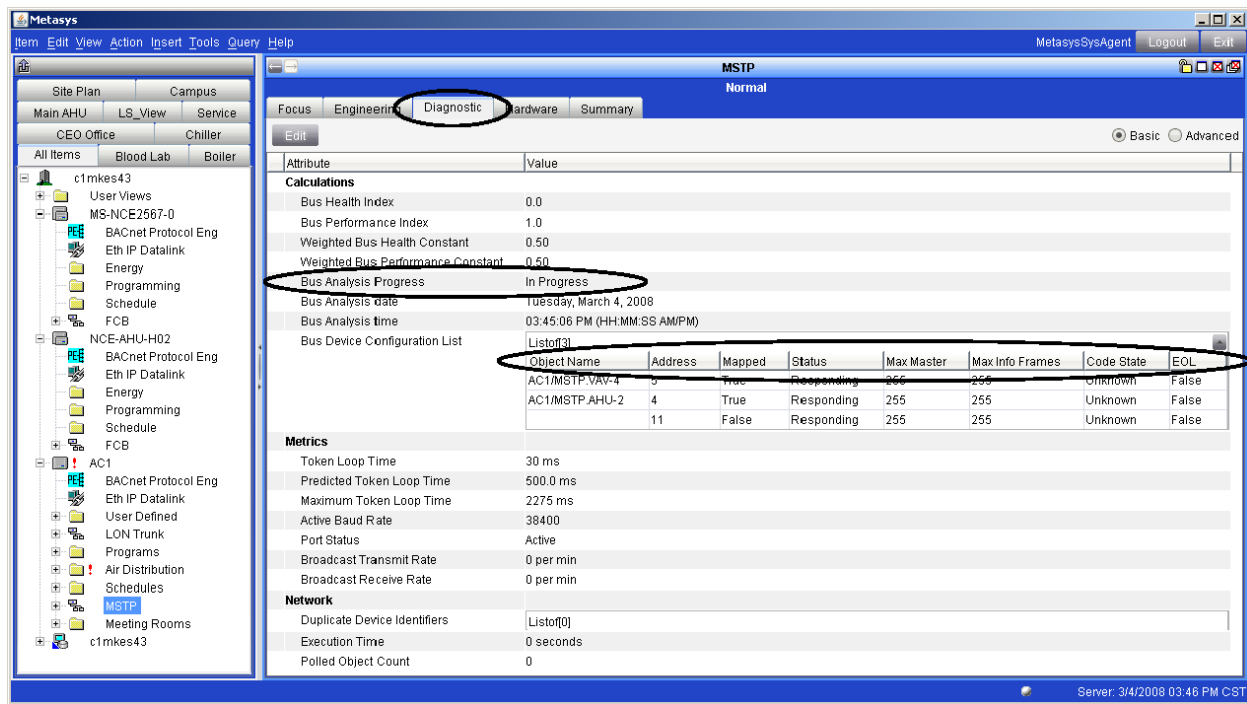 Metasys
Item Edit View Action Insert Tools Query Help MetasysSysAgent Logout Exit
Site Plan Campus
Main AHU LS_View Service
CEO Office Chiller
All Items Blood Lab Boiler
c1mkes43
User Views
MS-NCE2567-0
BACnet Protocol Eng
Eth IP Datalink
Energy
Programming
Schedule
FCB
NCE-AHU-H02
BACnet Protocol Eng
Eth IP Datalink
Energy
Programming
Schedule
FCB
AC1
BACnet Protocol Eng
Eth IP Datalink
User Defined
LON Trunk
Programs
Air Distribution
Schedules
MSTP
Meeting Rooms
c1mkes43
MSTP
Normal
Focus Engineering Diagnostic Hardware Summary
Edit Basic Advanced
Attribute Value
Calculations
Bus Health Index 0.0
Bus Performance Index 1.0
Weighted Bus Health Constant 0.50
Weighted Bus Performance Constant 0.50
Bus Analysis Progress In Progress
Bus Analysis date Tuesday, March 4, 2008
Bus Analysis time 03:45:06 PM (HH:MM:SS AM/PM)
Bus Device Configuration List Listof[3]
Object Name Address Mapped Status Max Master Max Info Frames Code State EOL
AC1/MSTP.VAV-4 5 True Responding 255 255 Unknown False
AC1/MSTP.AHU-2 4 True Responding 255 255 Unknown False
11 False Responding 255 255 Unknown False
Metrics
Token Loop Time 30 ms
Predicted Token Loop Time 500.0 ms
Maximum Token Loop Time 2275 ms
Active Baud Rate 38400
Port Status Active
Broadcast Transmit Rate 0 per min
Broadcast Receive Rate 0 per min
Network
Duplicate Device Identifiers Listof[0]
Execution Time 0 seconds
Polled Object Count 0
Server: 3/4/2008 03:46 PM CST